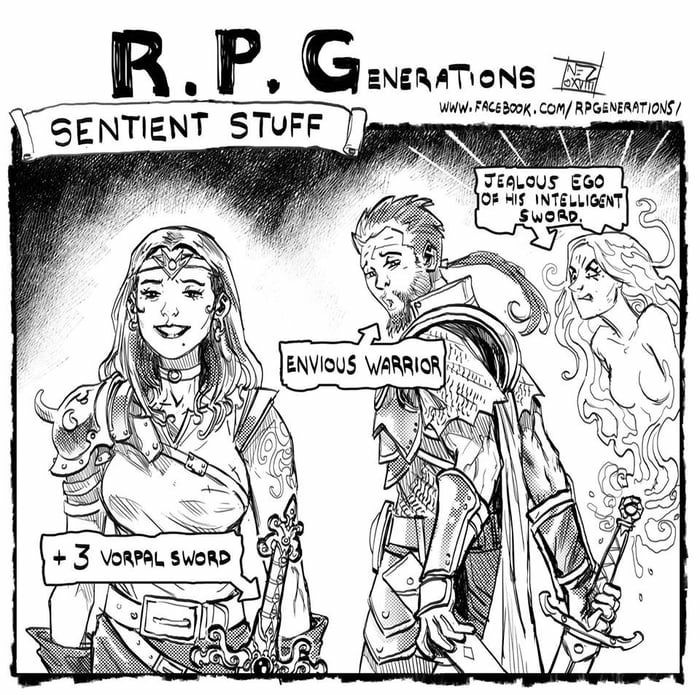 R.P.GENERATIONS
WWW.FACEBOOK.COM/RPGENERATIONS/
SENTIENT STUFF
JEALOUS EGO
OF HIS INTELLIGENT
SWORD.
ENVIOUS WARRIOR
+3 VORPAL SWORD